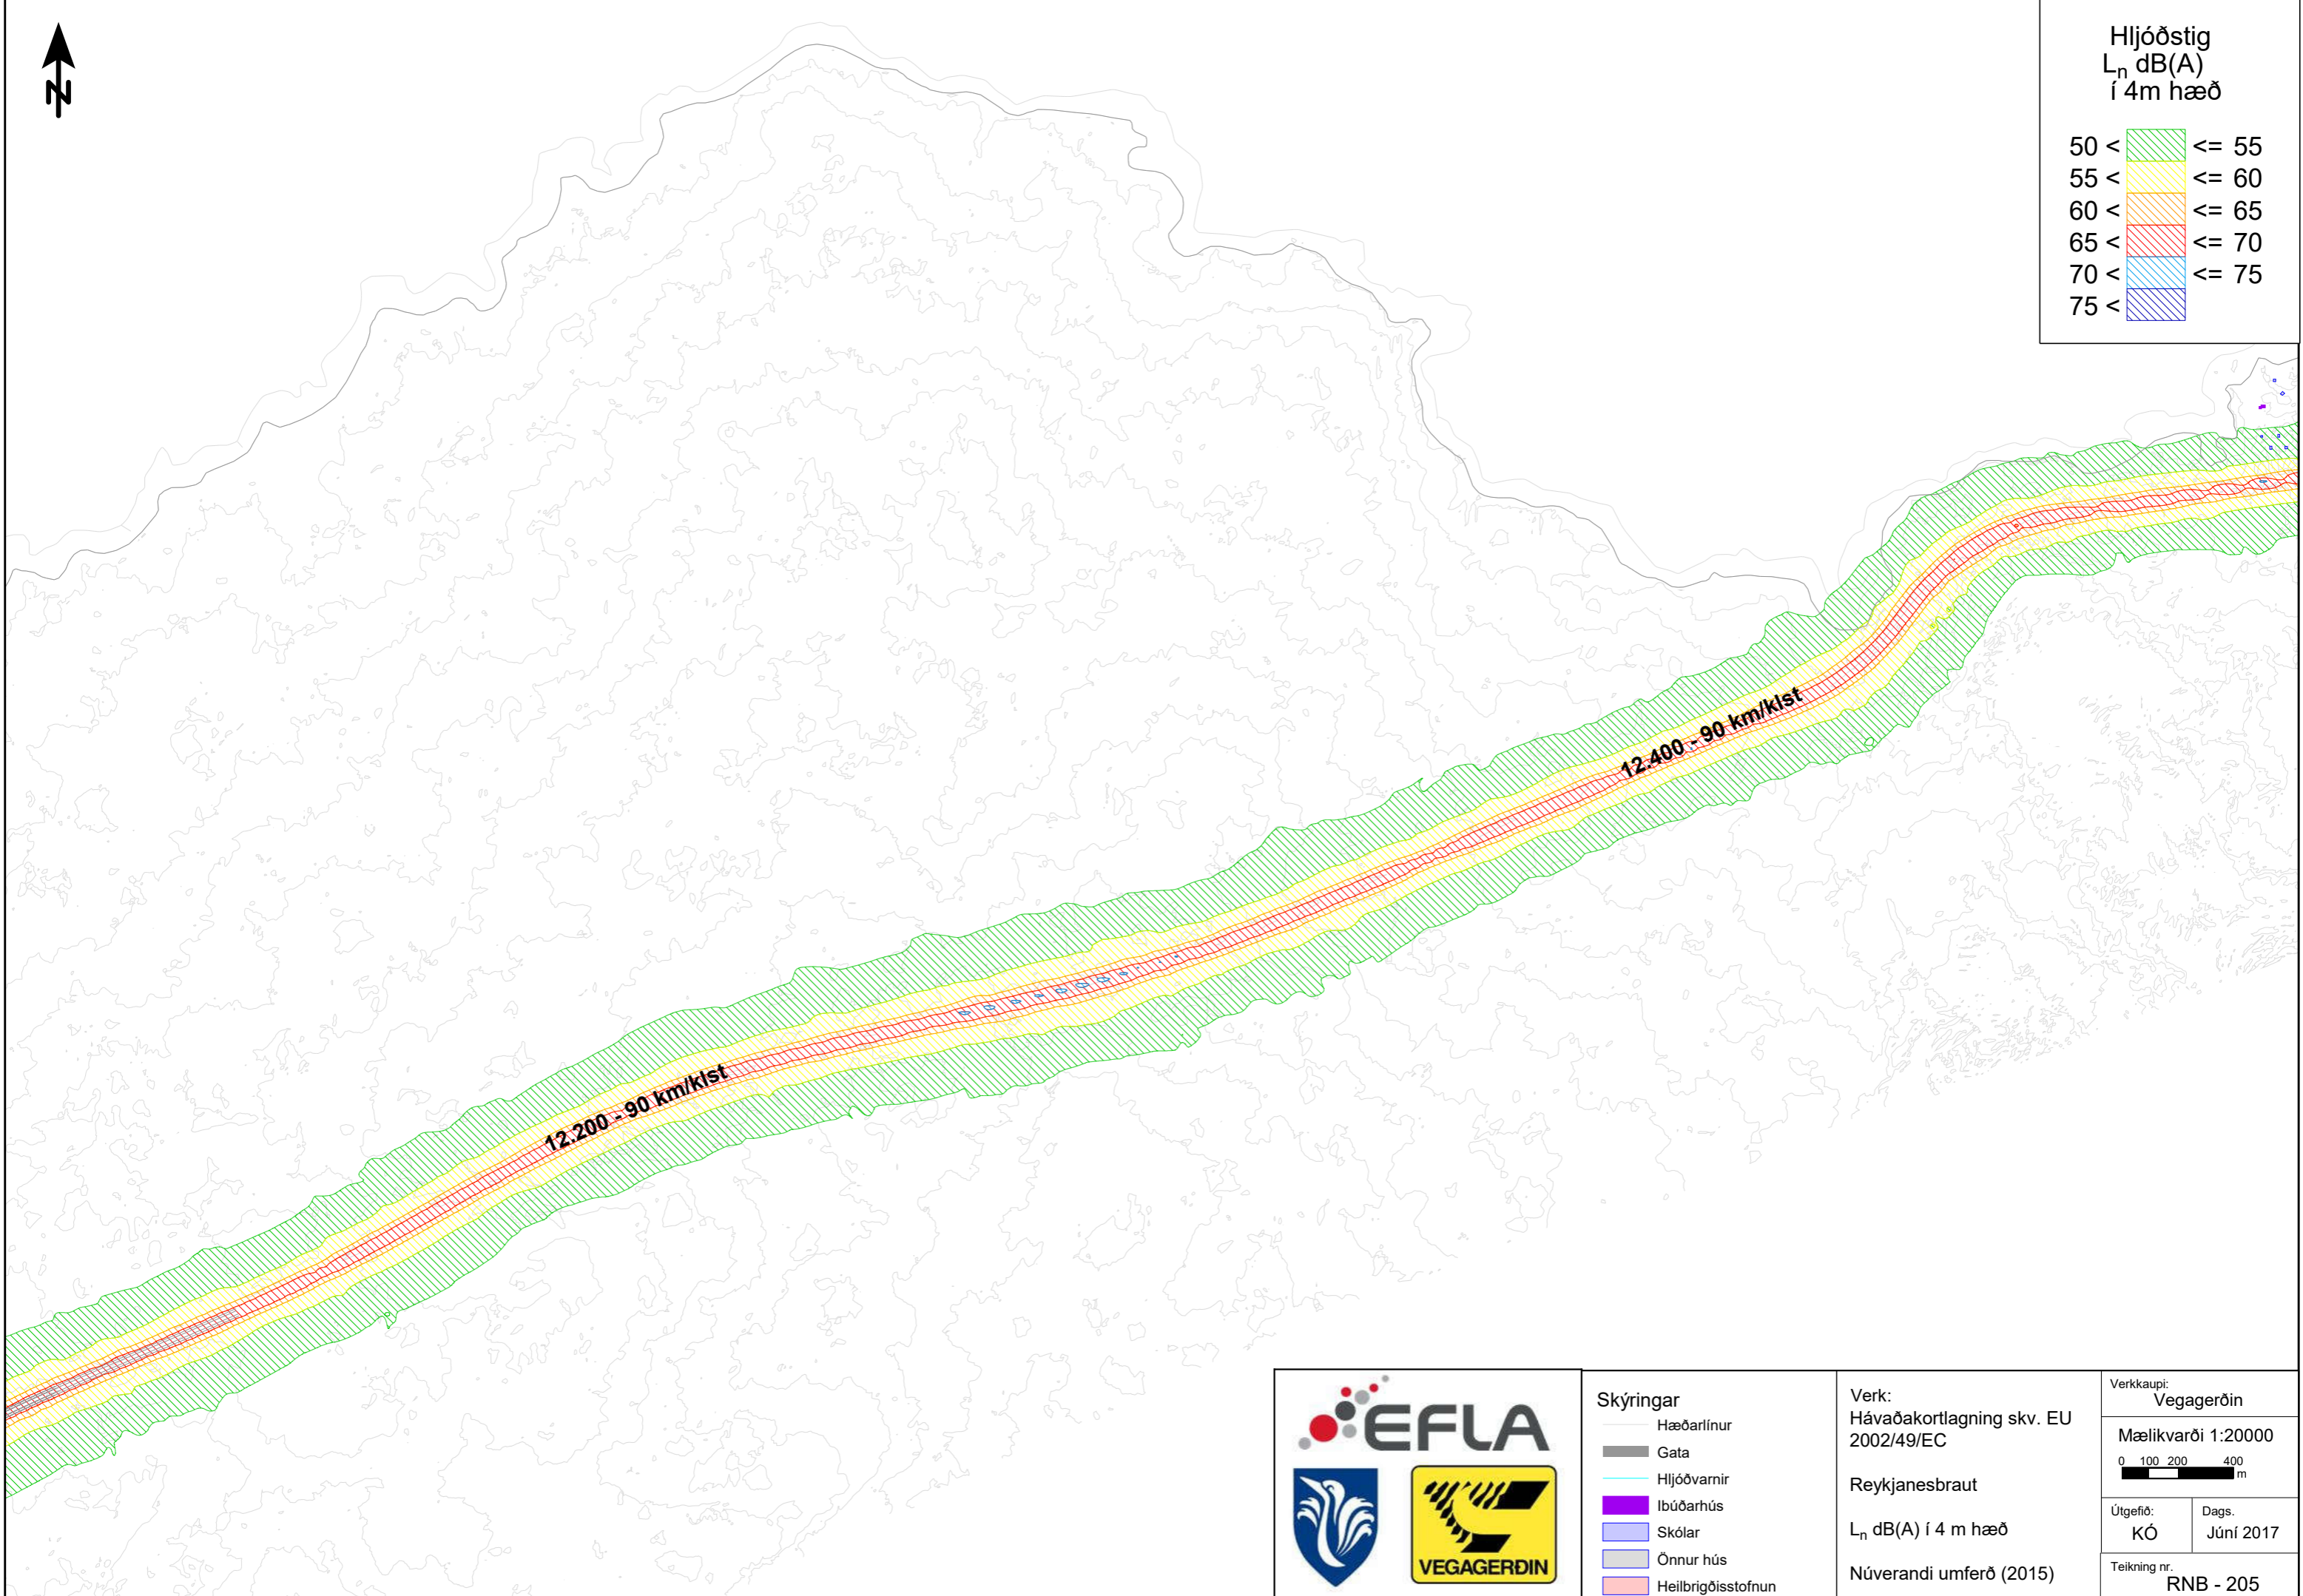 N
Hljóðstig
Ln dB(A)
í 4m hæð
50 < <= 55
55 < <= 60
60 < <= 65
65 < <= 70
70 < <= 75
75 <
12.400 - 90 km/klst
12.200 - 90 km/klst
EFLA
VEGAGERÐIN
Skýringar
Hæðarlínur
Gata
Hljóðvarnir
Ibúðarhús
Skólar
Önnur hús
Heilbrigðisstofnun
Verk:
Hávaðakortlagning skv. EU
2002/49/EC
Reykjanesbraut
Ln dB(A) í 4 m hæð
Núverandi umferð (2015)
Verkkaupi:
Vegagerðin
Mælikvarði 1:20000
0 100 200 400
m
Útgefið:
KÓ
Dags.
Júní 2017
Teikning nr.
RNB - 205